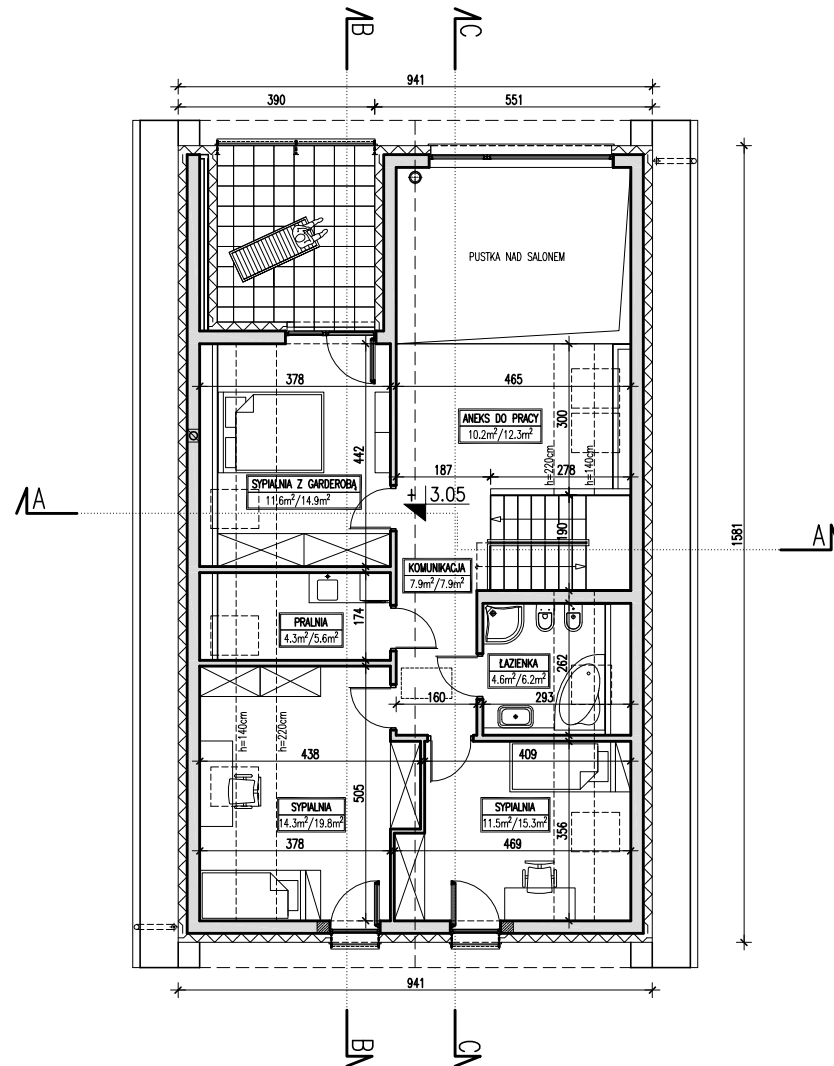 B
C
941
390
551
PUSTKA NAD SALONEM
378
465
ANEKS DO PRACY
10.2m²/12.3m²
300
442
187
278
h=220cm
h=140cm
SYPIALNIA Z GARDEROBĄ
11.6m²/14.9m²
+ 3.05
A
A
190
1581
KOMUNIKACJA
7.9m²/7.9m²
174
PRALNIA
4.3m²/5.6m²
ŁAZIENKA
4.6m²/6.2m²
262
160
293
h=140cm
h=220cm
438
409
505
SYPIALNIA
14.3m²/19.8m²
SYPIALNIA
11.5m²/15.3m²
356
378
469
941
B
C